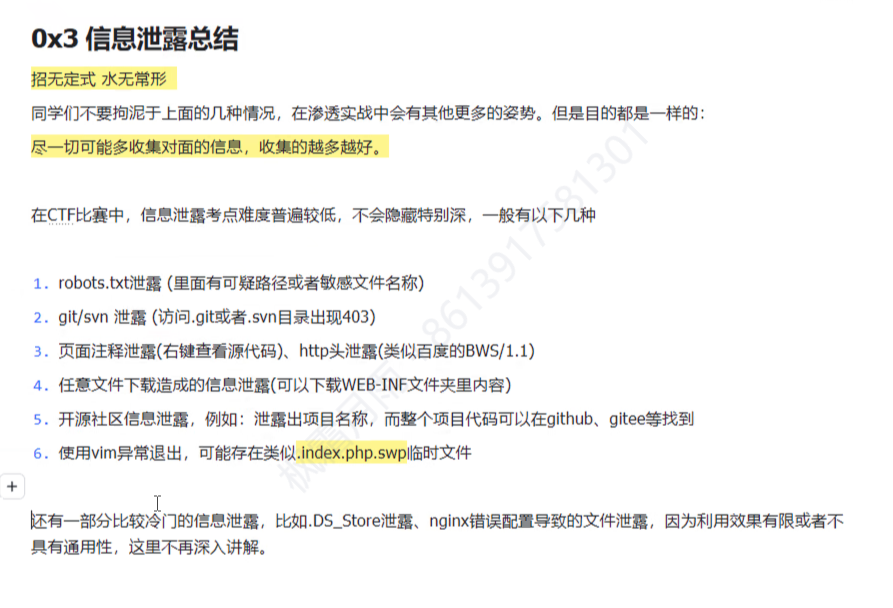 0x3 信息泄露总结
招无定式 水无常形
同学们不要拘泥于上面的几种情况，在渗透实战中会有其他更多的姿势。但是目的都是一样的：
尽一切可能多收集对面的信息，收集的越多越好。
在CTF比赛中，信息泄露考点难度普遍较低，不会隐藏特别深，一般有以下几种
1. robots.txt泄露 (里面有可疑路径或者敏感文件名称)
2. git/svn 泄露 (访问.git或者.svn目录出现403)
3. 页面注释泄露(右键查看源代码)、http头泄露(类似百度的BWS/1.1)
4. 任意文件下载造成的信息泄露(可以下载WEB-INF文件夹里内容)
5. 开源社区信息泄露，例如：泄露出项目名称，而整个项目代码可以在github、gitee等找到
6. 使用vim异常退出，可能存在类似.index.php.swp临时文件
还有一部分比较冷门的信息泄露，比如.DS_Store泄露、nginx错误配置导致的文件泄露，因为利用效果有限或者不
具有通用性，这里不再深入讲解。
8613917581301